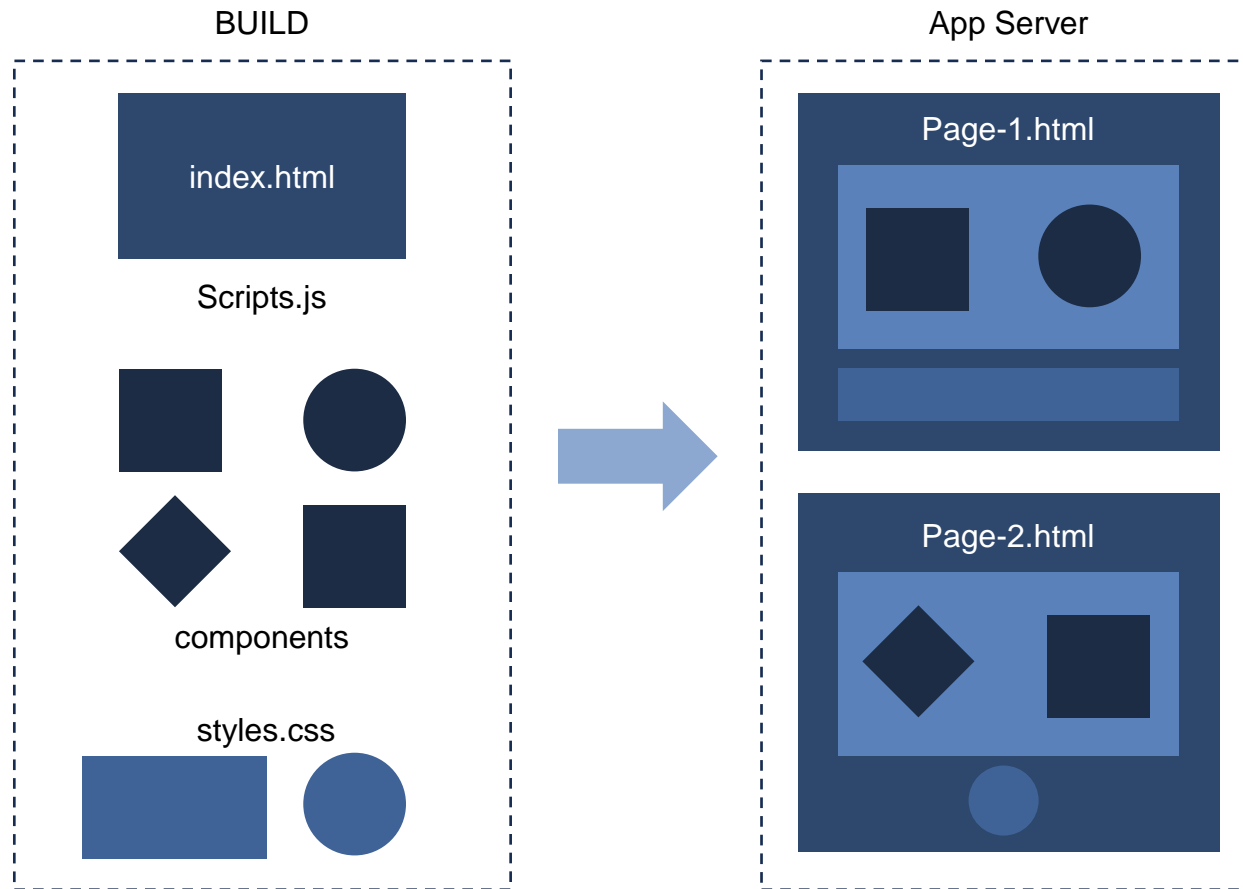 BUILD
index.html
Scripts.js
components
styles.css
App Server
Page-1.html
Page-2.html